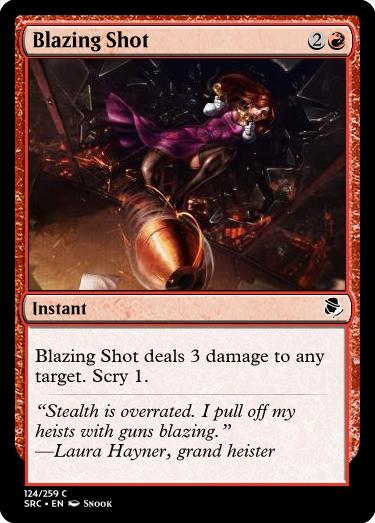 Blazing Shot 2
Instant
Blazing Shot deals 3 damage to any
target. Scry 1.
“Stealth is overrated. I pull off my
heists with guns blazing.”
—Laura Hayner, grand heister
124/259 C
SRC • EN Snook